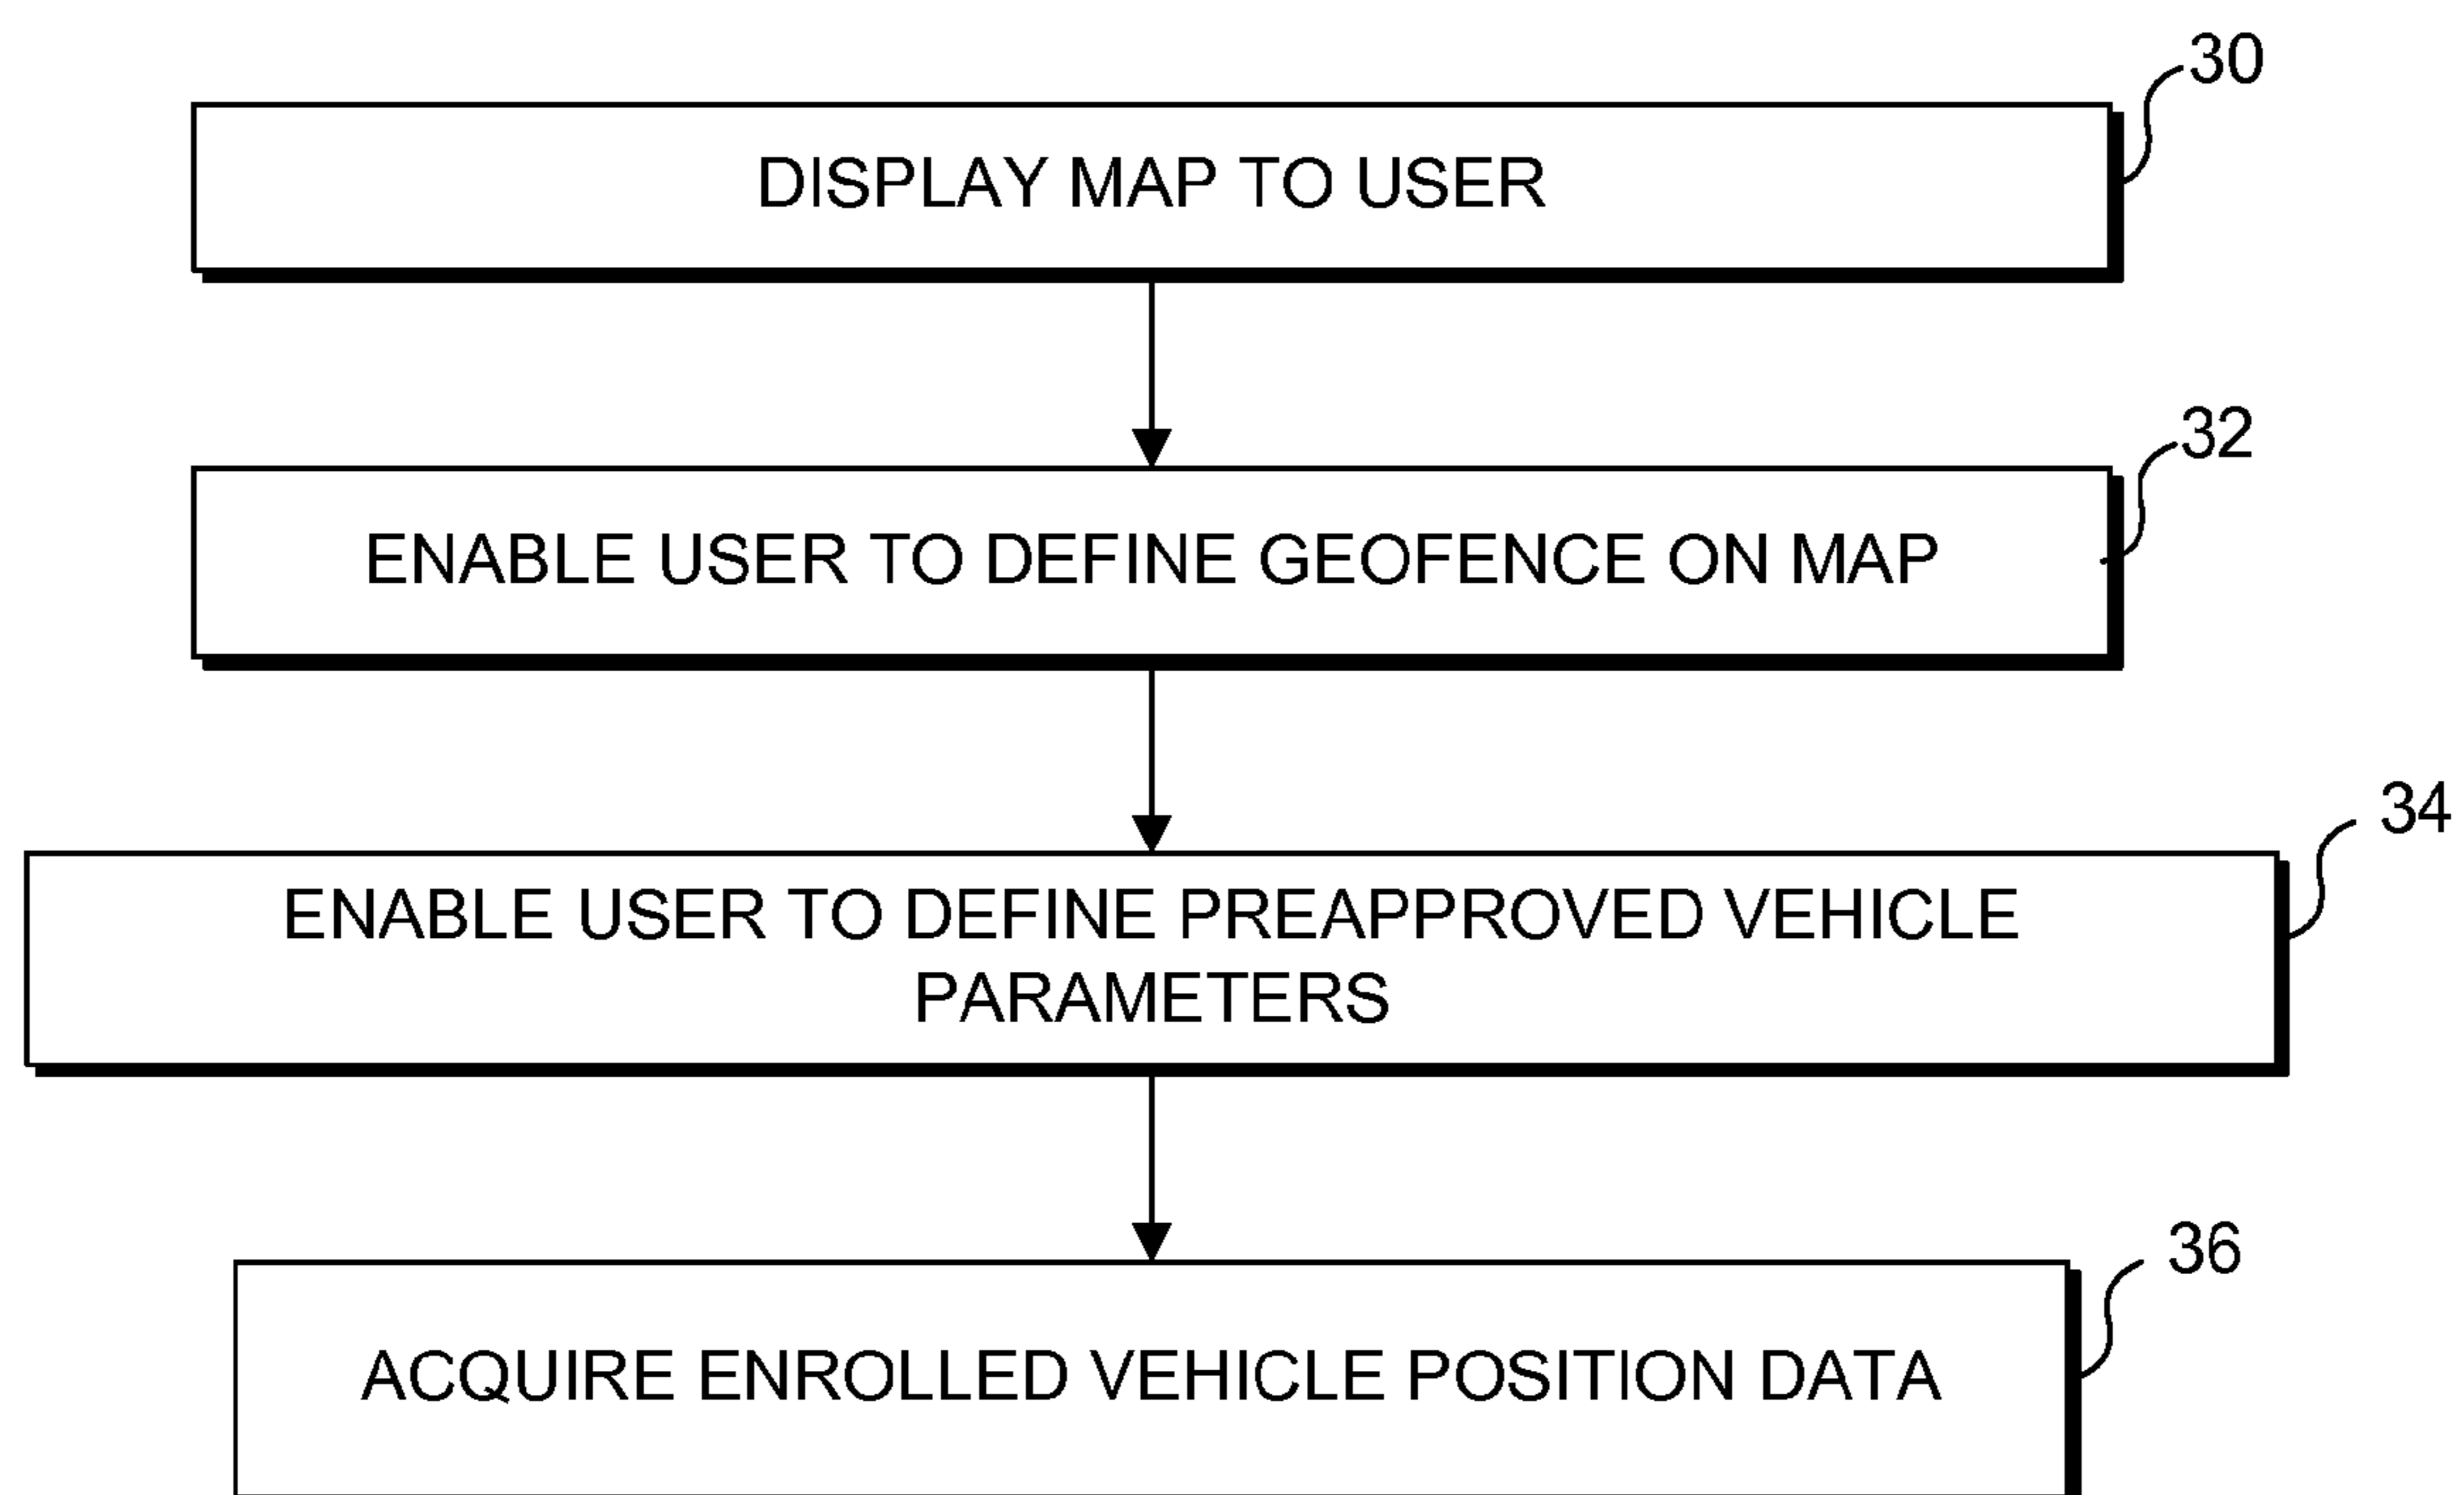 30
DISPLAY MAP TO USER
32
ENABLE USER TO DEFINE GEOFENCE ON MAP
34
ENABLE USER TO DEFINE PREAPPROVED VEHICLE
PARAMETERS
36
ACQUIRE ENROLLED VEHICLE POSITION DATA